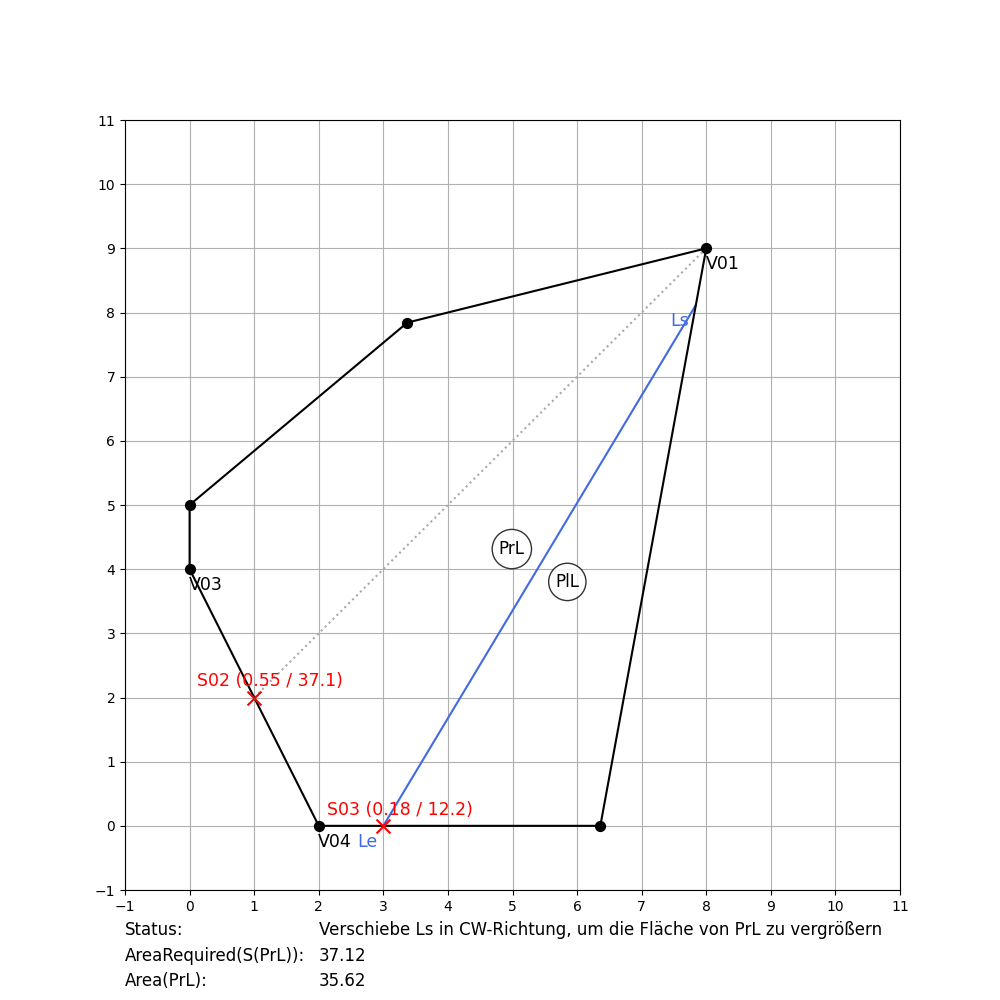 11
10
9
V01
8
Ls
7
6
5
PrL
4
PlL
V03
3
S02 (0.55 / 37.1)
2
1
S03 (0.18 / 12.2)
0
V04 Le
−1
−1 0 1 2 3 4 5 6 7 8 9 10 11
Status: Verschiebe Ls in CW-Richtung, um die Fläche von PrL zu vergrößern
AreaRequired(S(PrL)): 37.12
Area(PrL): 35.62